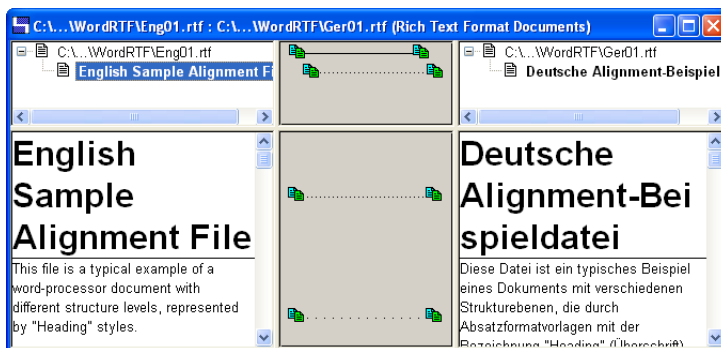 C:\...\WordRTF\Eng01.rtf : C:\...\WordRTF\Ger01.rtf (Rich Text Format Documents)
C:\...\WordRTF\Eng01.rtf
English Sample Alignment Fi
C:\...\WordRTF\Ger01.rtf
Deutsche Alignment-Beispiel
English
Sample
Alignment File
This file is a typical example of a
word-processor document with
different structure levels, represented
by "Heading" styles.
Deutsche
Alignment-Bei
spieldatei
Diese Datei ist ein typisches Beispiel
eines Dokuments mit verschiedenen
Strukturebenen, die durch
Absatzformatvorlagen mit der
Bezeichnung "Heading" (Überschrift)